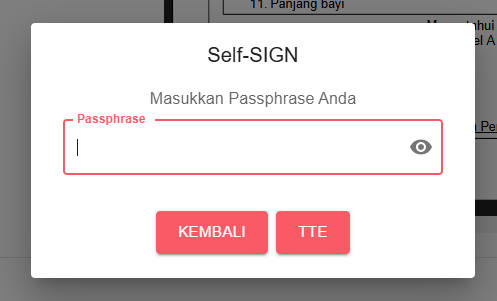 11. Panjang bayi
Self-SIGN
Masukkan Passphrase Anda
Passphrase
KEMBALI
TTE